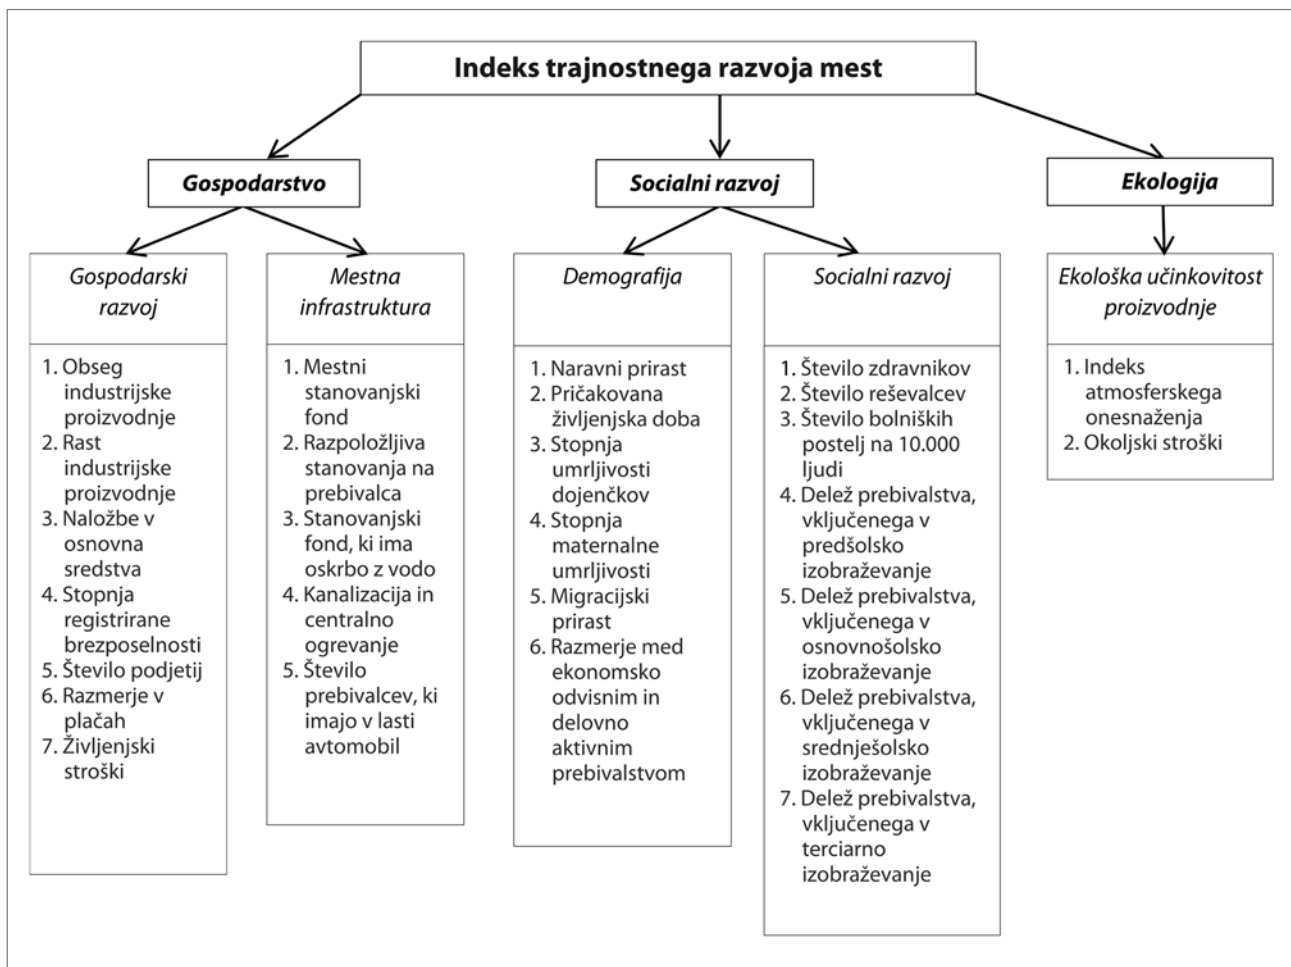 Indeks trajnostnega razvoja mest
Gospodarstvo
Socialni razvoj
Ekologija
Gospodarski
razvoj
1. Obseg
industrijske
proizvodnje
2. Rast
industrijske
proizvodnje
3. Naložbe v
osnovna
sredstva
4. Stopnja
registrirane
brezposelnosti
5. Število podjetij
6. Razmerje v
plačah
7. Življenjski
stroški
Mestna
infrastruktura
1. Mestni
stanovanjski
fond
2. Razpoložljiva
stanovanja na
prebivalca
3. Stanovanjski
fond, ki ima
oskrbo z vodo
4. Kanalizacija in
centralno
ogrevanje
5. Število
prebivalcev, ki
imajo v lasti
avtomobil
Demografija
1. Naravni prirast
2. Pričakovana
življenjska doba
3. Stopnja
umrljivosti
dojenčkov
4. Stopnja
maternalne
umrljivosti
5. Migracijski
prirast
6. Razmerje med
ekonomsko
odvisnim in
delovno
aktivnim
prebivalstvom
Socialni razvoj
1. Število zdravnikov
2. Število reševalcev
3. Število bolniških
postelj na 10.000
ljudi
4. Delež prebivalstva,
vključenega v
predšolsko
izobraževanje
5. Delež prebivalstva,
vključenega v
osnovnošolsko
izobraževanje
6. Delež prebivalstva,
vključenega v
srednješolsko
izobraževanje
7. Delež prebivalstva,
vključenega v
terciarno
izobraževanje
Ekološka učinkovitost
proizvodnje
1. Indeks
atmosferskega
onesnaženja
2. Okoljski stroški